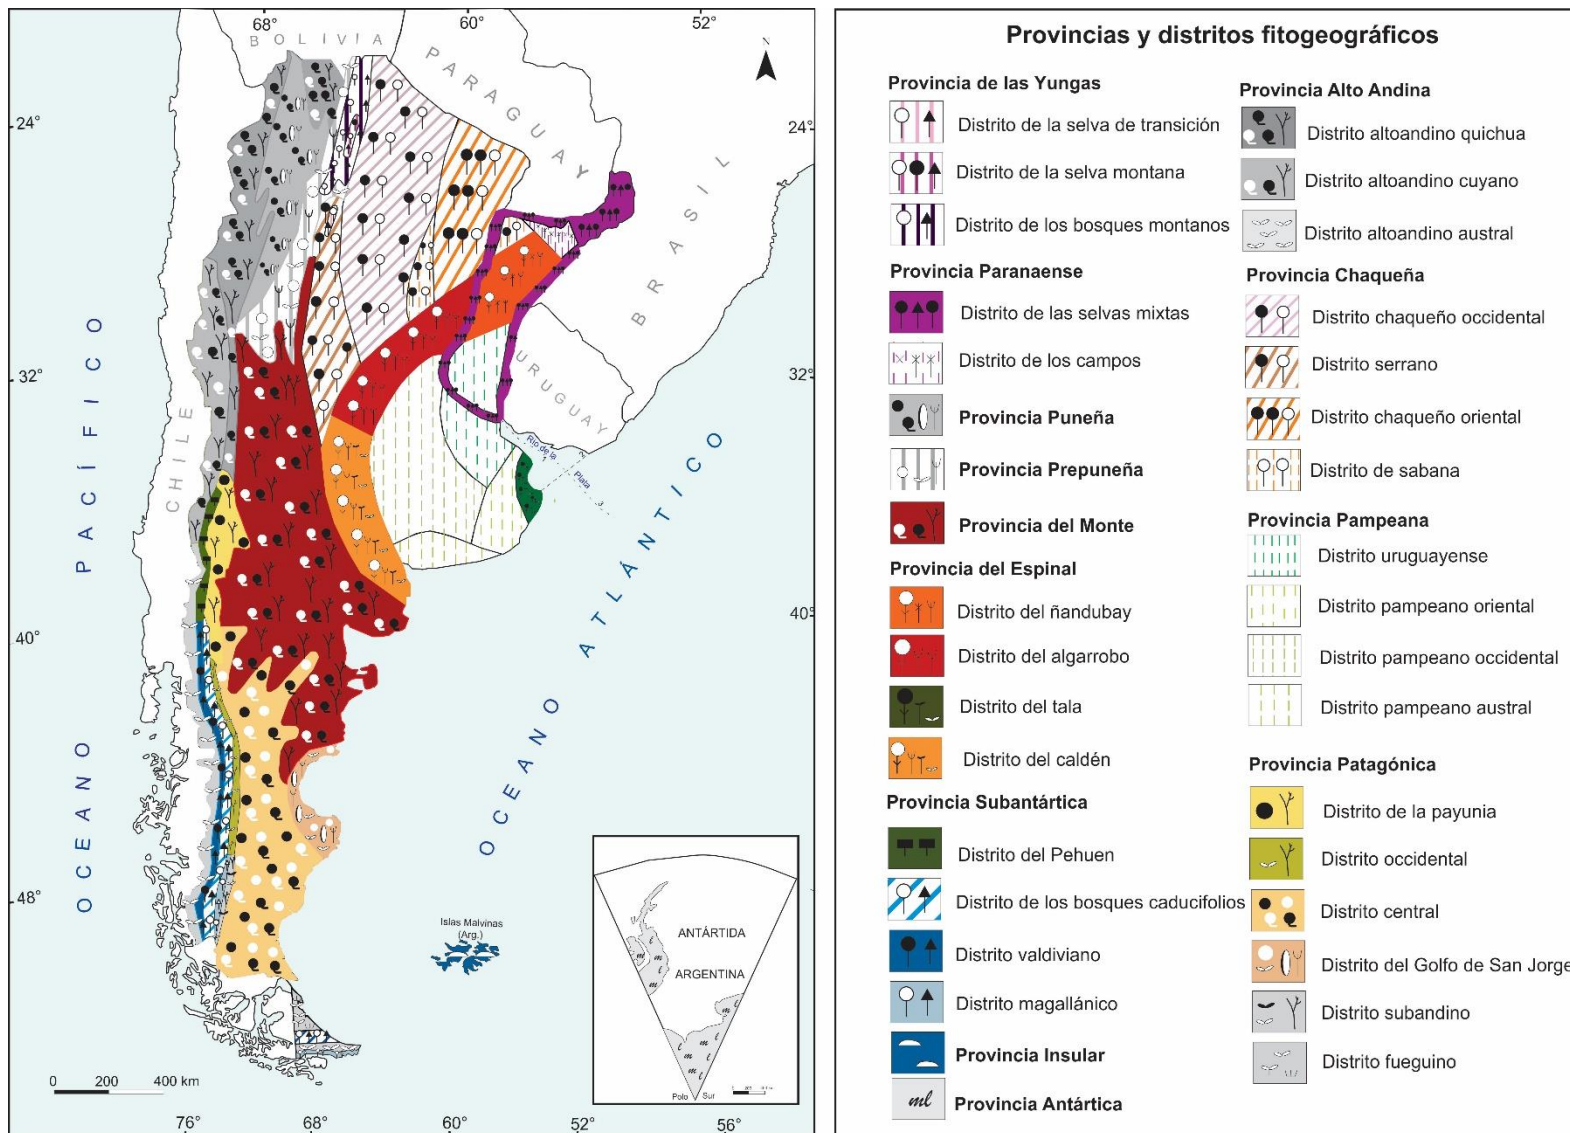 68°
60°
52°
BOLIVIA
PARAGUAY
BRASIL
N
24°
24°
32°
32°
40°
40°
48°
URUGUAY
CHILE
OCEANO PACÍFICO
OCEANO ATLÁNTICO
Río de la
Plata
Islas Malvinas
(Arg.)
ANTÁRTIDA
ARGENTINA
Polo Sur
0 200 400 km
76°
68°
60°
52°
56°
Provincias y distritos fitogeográficos
Provincia de las Yungas
Distrito de la selva de transición
Distrito de la selva montana
Distrito de los bosques montanos
Provincia Paranaense
Distrito de las selvas mixtas
Distrito de los campos
Provincia Puneña
Provincia Prepuneña
Provincia del Monte
Provincia del Espinal
Distrito del ñandubay
Distrito del algarrobo
Distrito del tala
Distrito del caldén
Provincia Subantártica
Distrito del Pehuen
Distrito de los bosques caducifolios
Distrito valdiviano
Distrito magallánico
Provincia Insular
ml
Provincia Antártica
Provincia Alto Andina
Distrito altoandino quichua
Distrito altoandino cuyano
Distrito altoandino austral
Provincia Chaqueña
Distrito chaqueño occidental
Distrito serrano
Distrito chaqueño oriental
Distrito de sabana
Provincia Pampeana
Distrito uruguayense
Distrito pampeano oriental
Distrito pampeano occidental
Distrito pampeano austral
Provincia Patagónica
Distrito de la payunia
Distrito occidental
Distrito central
Distrito del Golfo de San Jorge
Distrito subandino
Distrito fueguino